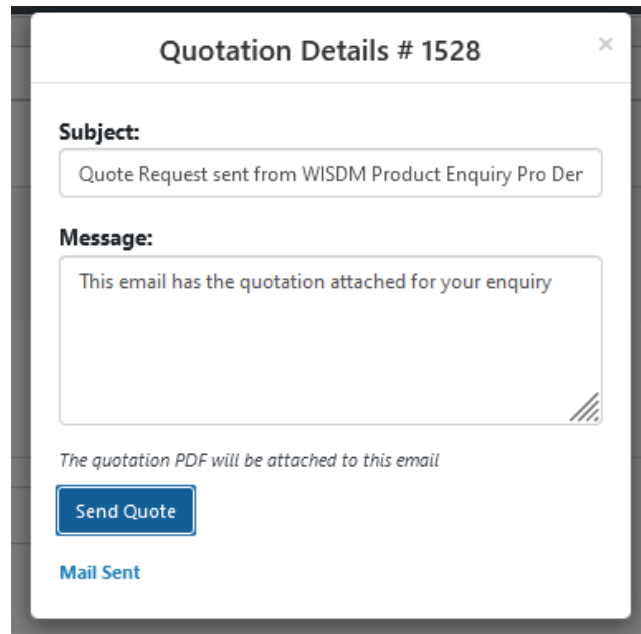 Quotation Details # 1528
×
Subject:
Quote Request sent from WISDM Product Enquiry Pro Der
Message:
This email has the quotation attached for your enquiry
The quotation PDF will be attached to this email
Send Quote
Mail Sent